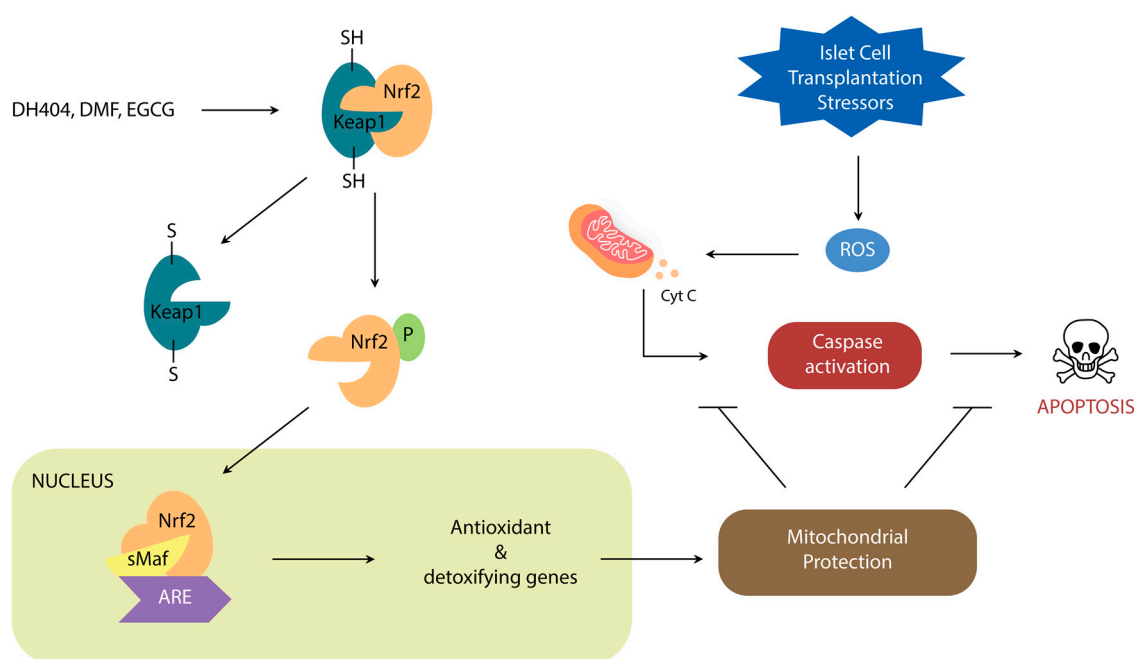 DH404, DMF, EGCG
SH
Nrf2
Keap1
SH
S
Keap1
S
Nrf2
P
NUCLEUS
Nrf2
sMaf
ARE
Antioxidant
&
detoxifying genes
Islet Cell
Transplantation
Stressors
ROS
Cyt C
Caspase
activation
APOPTOSIS
Mitochondrial
Protection